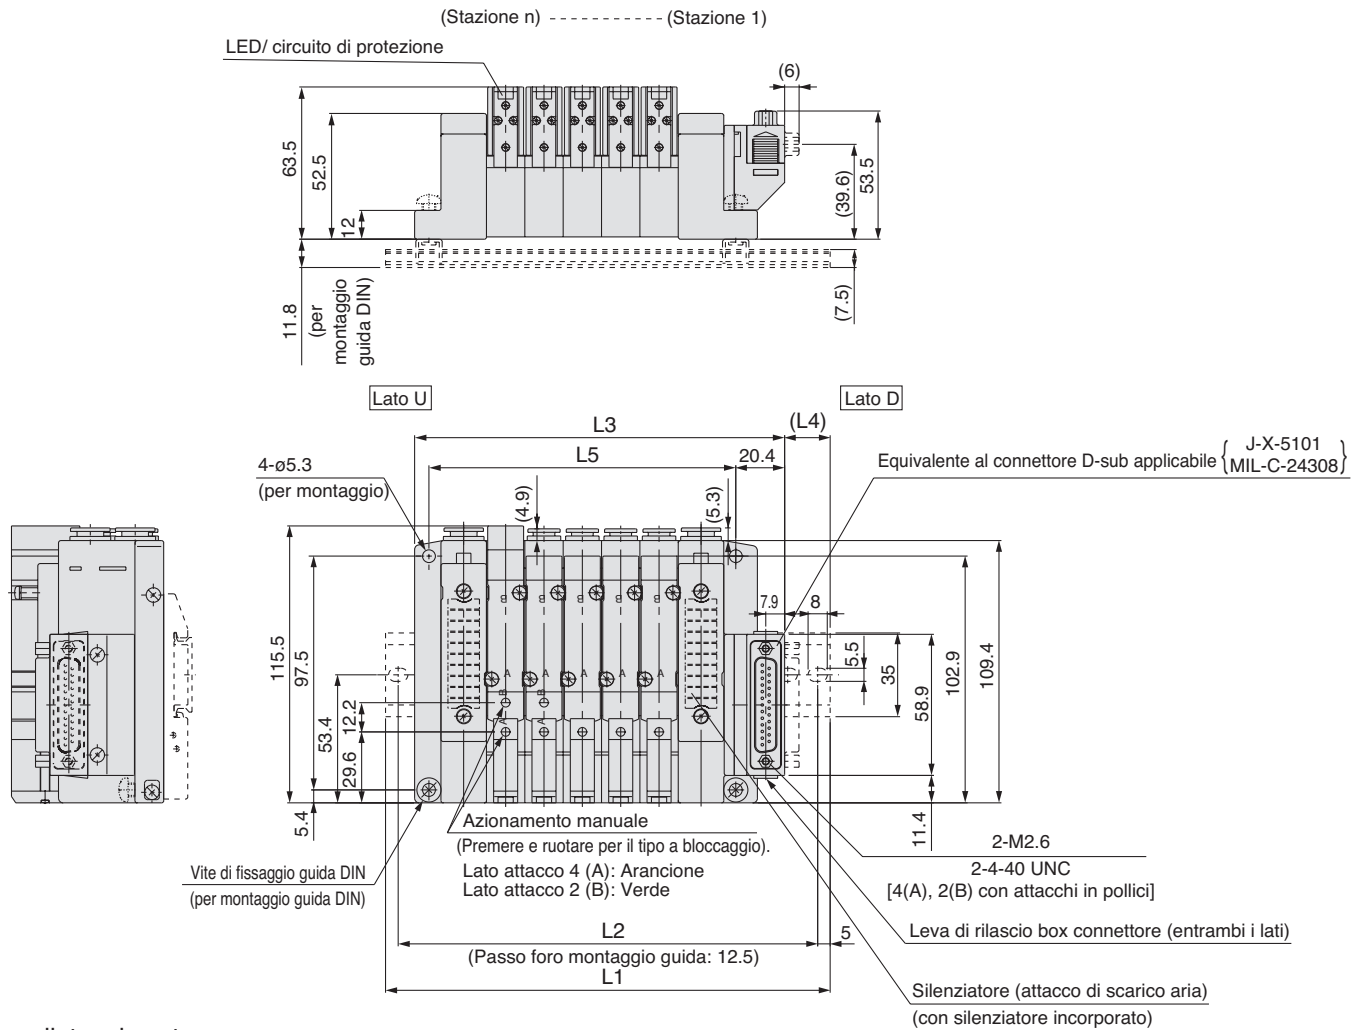 (Stazione n) ---------- (Stazione 1)
LED/ circuito di protezione
(6)
63.5
52.5
12
(39.6)
53.5
11.8
(per
montaggio
guida DIN)
(7.5)
Lato U
Lato D
L3
(L4)
L5
20.4
4-ø5.3
(per montaggio)
Equivalente al connettore D-sub applicabile { J-X-5101
MIL-C-24308 }
(4.9)
(5.3)
7.9
8
B
B
B
B
B
115.5
97.5
53.4
12.2
29.6
5.4
A
A
A
A
A
B
B
A
A
5.5
35
58.9
102.9
109.4
11.4
Azionamento manuale
(Premere e ruotare per il tipo a bloccaggio).
Lato attacco 4 (A): Arancione
Lato attacco 2 (B): Verde
Vite di fissaggio guida DIN
(per montaggio guida DIN)
2-M2.6
2-4-40 UNC
[4(A), 2(B) con attacchi in pollici]
Leva di rilascio box connettore (entrambi i lati)
L2
5
(Passo foro montaggio guida: 12.5)
L1
Silenziatore (attacco di scarico aria)
(con silenziatore incorporato)